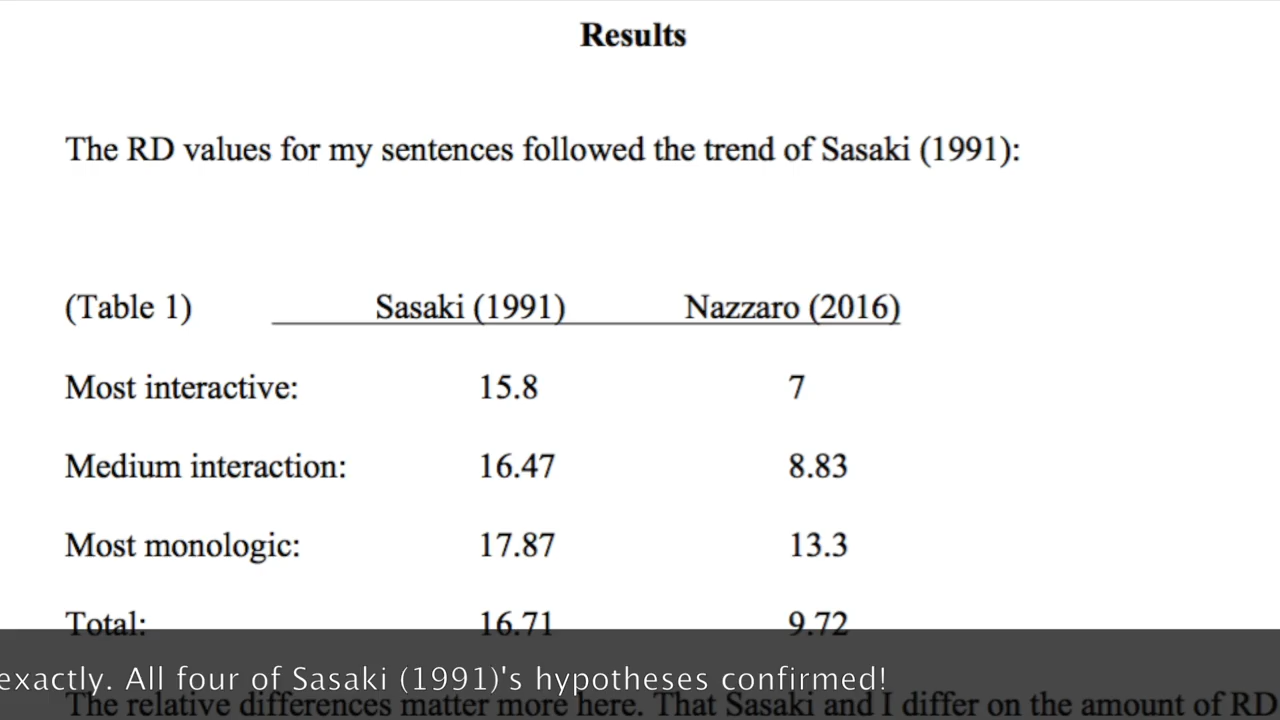 Results
The RD values for my sentences followed the trend of Sasaki (1991):
(Table 1) Sasaki (1991) Nazzaro (2016)
Most interactive: 15.8 7
Medium interaction: 16.47 8.83
Most monologic: 17.87 13.3
Total: 16.71 9.72
exactly. All four of Sasaki (1991)'s hypotheses confirmed!
The relative differences matter more here. That Sasaki and I differ on the amount of RD